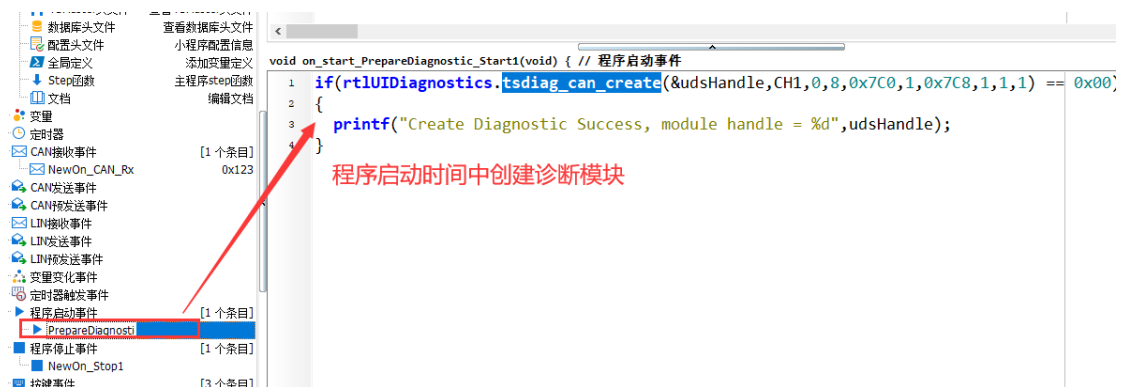 数据库头文件 查看数据库头文件
配置头文件 小程序配置信息
全局定义 添加变量定义
Step函数 主程序step函数
文档 编辑文档
变量
定时器
CAN接收事件 [1 个条目]
NewOn_CAN_Rx 0x123
CAN发送事件
CAN预发送事件
LIN接收事件
LIN发送事件
LIN预发送事件
变量变化事件
定时器触发事件
程序启动事件 [1 个条目]
PrepareDiagnosti
程序停止事件 [1 个条目]
NewOn_Stop1
按键事件 [3 个条目]
void on_start_PrepareDiagnostic_Start1(void) { // 程序启动事件
1 if(rtlUIDiagnostics.tsdiag_can_create(&udsHandle,CH1,0,8,0x7C0,1,0x7C8,1,1,1) == 0x00)
2 {
3 printf("Create Diagnostic Success, module handle = %d",udsHandle);
4 }
程序启动时间中创建诊断模块